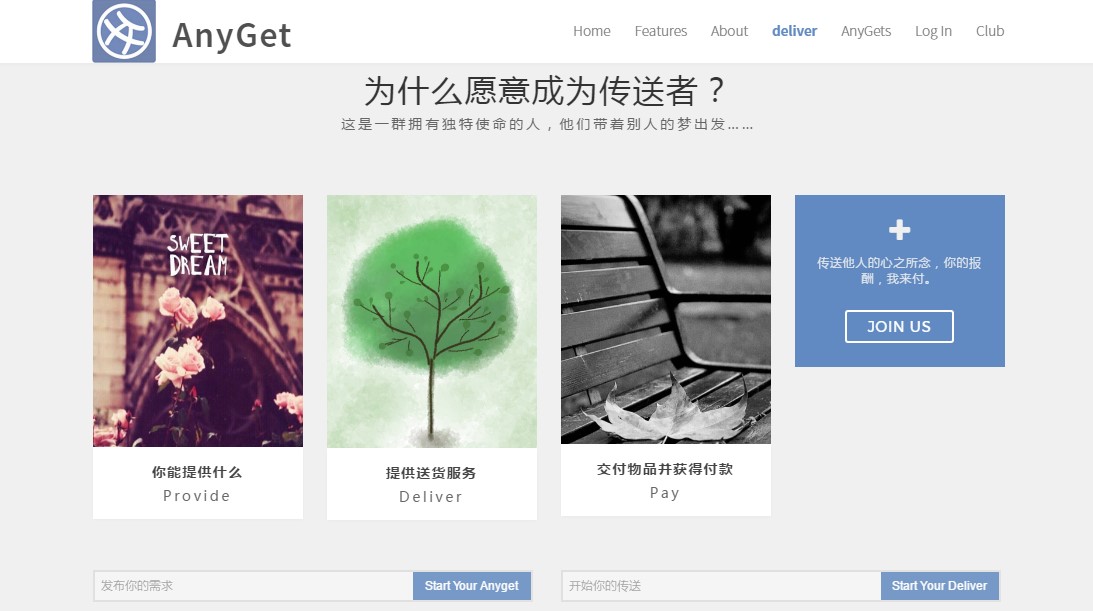 AnyGet
Home Features About deliver AnyGets Log In Club
为什么愿意成为传送者？
这是一群拥有独特使命的人，他们带着别人的梦出发……
SWEET
DREAM
你能提供什么
Provide
提供送货服务
Deliver
交付物品并获得付款
Pay
传送他人的心之所念，你的报
酬，我来付。
JOIN US
发布你的需求 Start Your Anyget
开始你的传送 Start Your Deliver